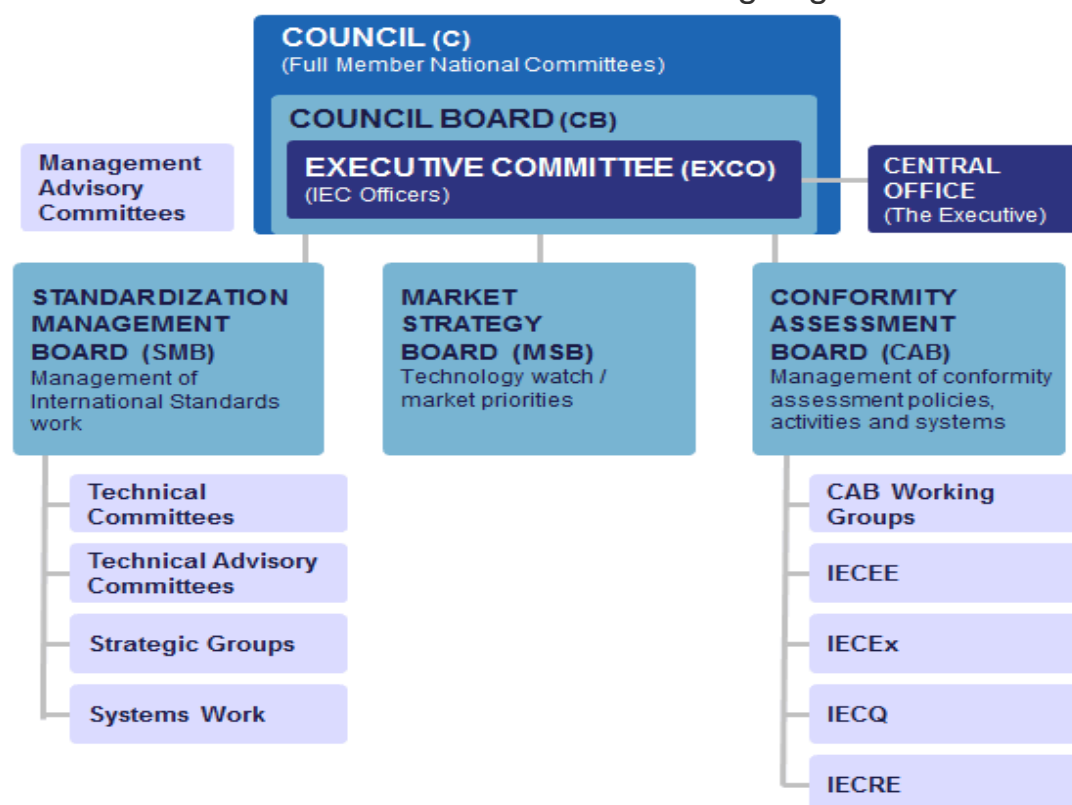 COUNCIL (C)
(Full Member National Committees)
COUNCIL BOARD (CB)
EXECUTIVE COMMITTEE (EXCO)
(IEC Officers)
Management
Advisory
Committees
CENTRAL
OFFICE
(The Executive)
STANDARDIZATION
MANAGEMENT
BOARD (SMB)
Management of
International Standards
work
MARKET
STRATEGY
BOARD (MSB)
Technology watch /
market priorities
CONFORMITY
ASSESSMENT
BOARD (CAB)
Management of conformity
assessment policies,
activities and systems
Technical
Committees
Technical Advisory
Committees
Strategic Groups
Systems Work
CAB Working
Groups
IECEE
IECEx
IECQ
IECRE